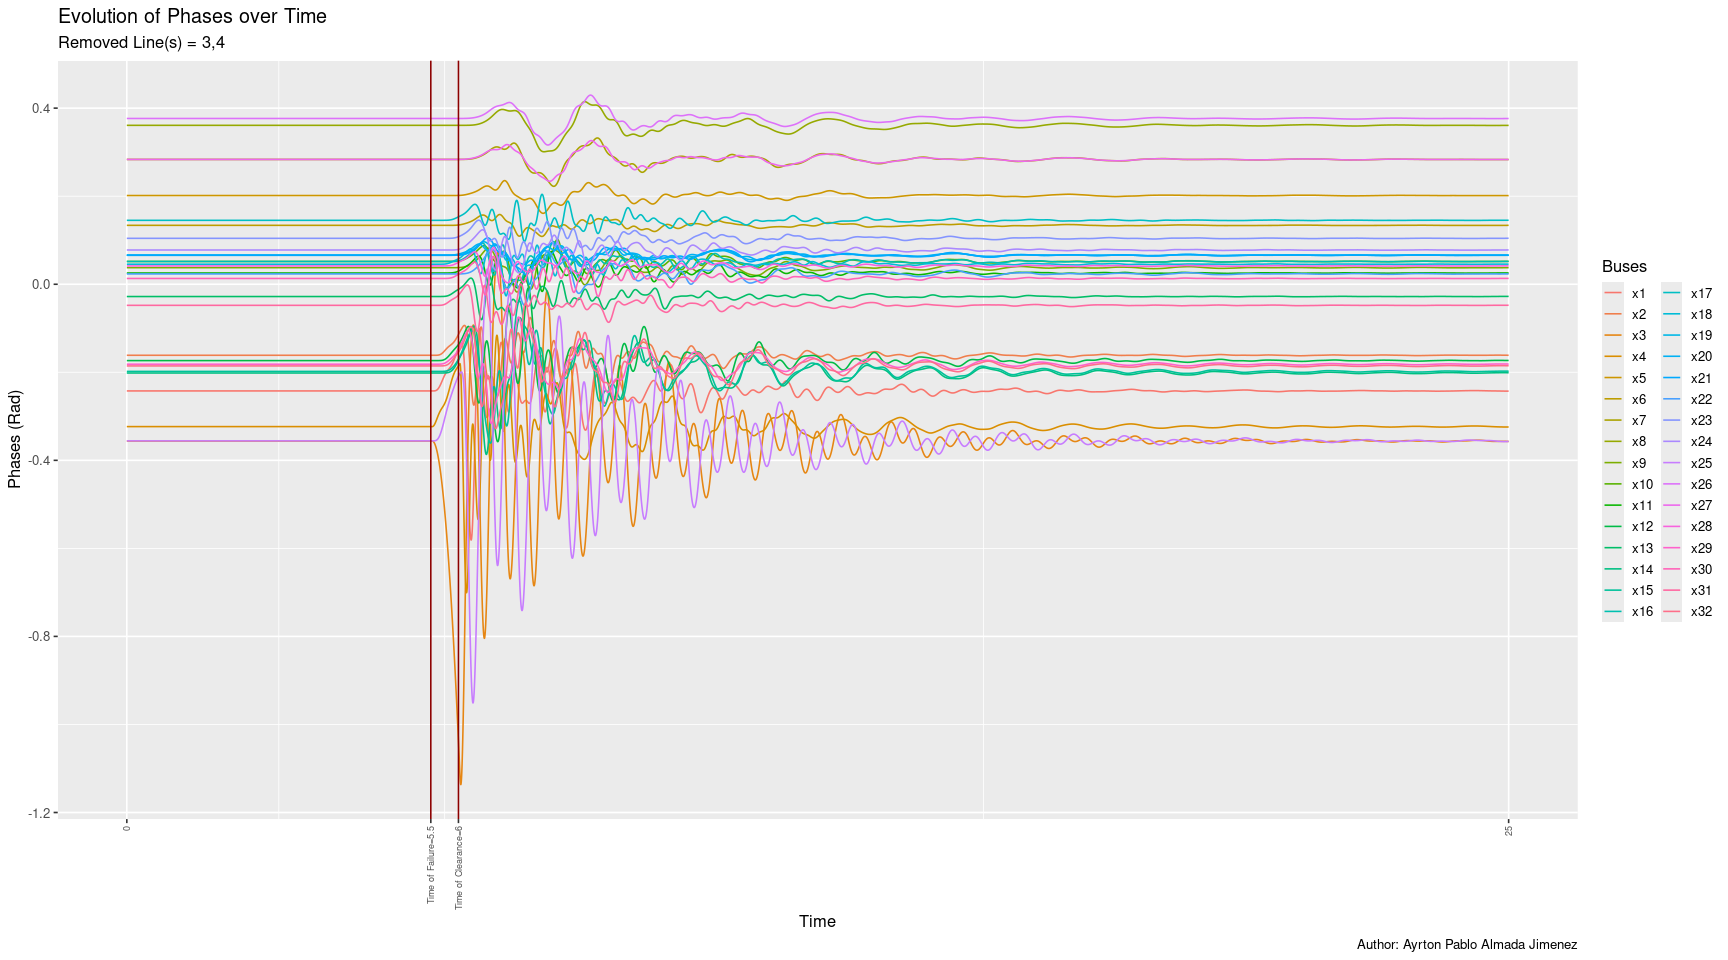 Evolution of Phases over Time
Removed Line(s) = 3,4
Phases (Rad)
0.4
0.0
-0.4
-0.8
-1.2
0
Time of Failure=5.5
Time of Clearance=6
25
Time
Buses
x1 x17
x2 x18
x3 x19
x4 x20
x5 x21
x6 x22
x7 x23
x8 x24
x9 x25
x10 x26
x11 x27
x12 x28
x13 x29
x14 x30
x15 x31
x16 x32
Author: Ayrton Pablo Almada Jimenez